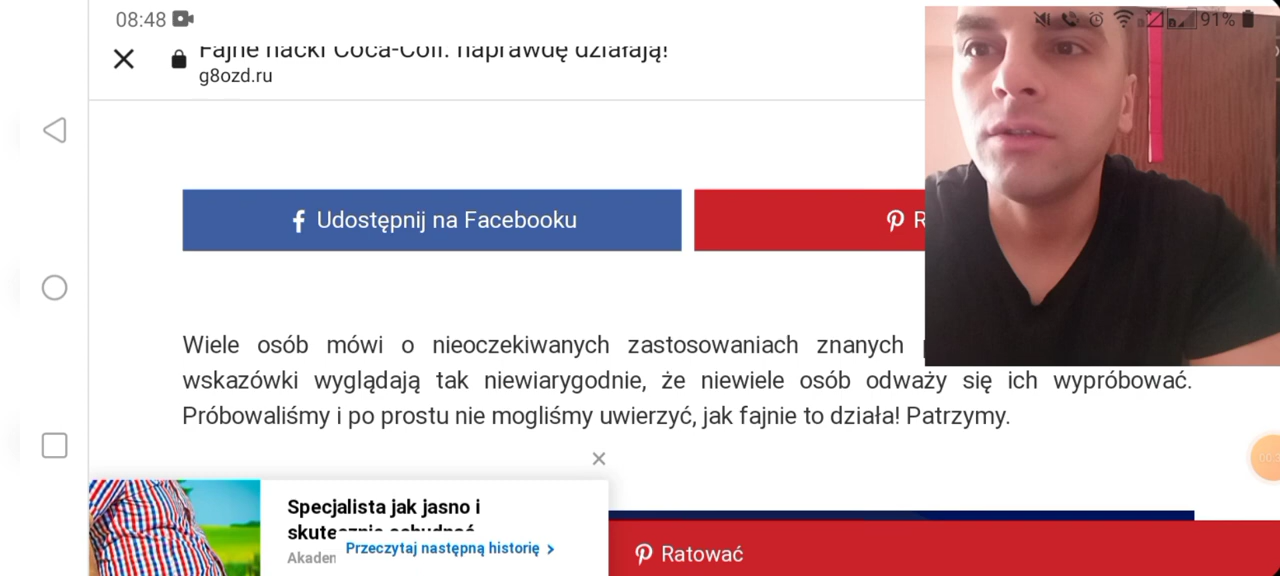 08:48
91%
Fajne hacki Coca-Coli: naprawdę działają!
g8ozd.ru
Udostępnij na Facebooku
Wiele osób mówi o nieoczekiwanych zastosowaniach znanych
wskazówki wyglądają tak niewiarygodnie, że niewiele osób odważy się ich wypróbować.
Próbowaliśmy i po prostu nie mogliśmy uwierzyć, jak fajnie to działa! Patrzymy.
Specjalista jak jasno i
skutecznie schudnąć
Przeczytaj następną historię
Ratować